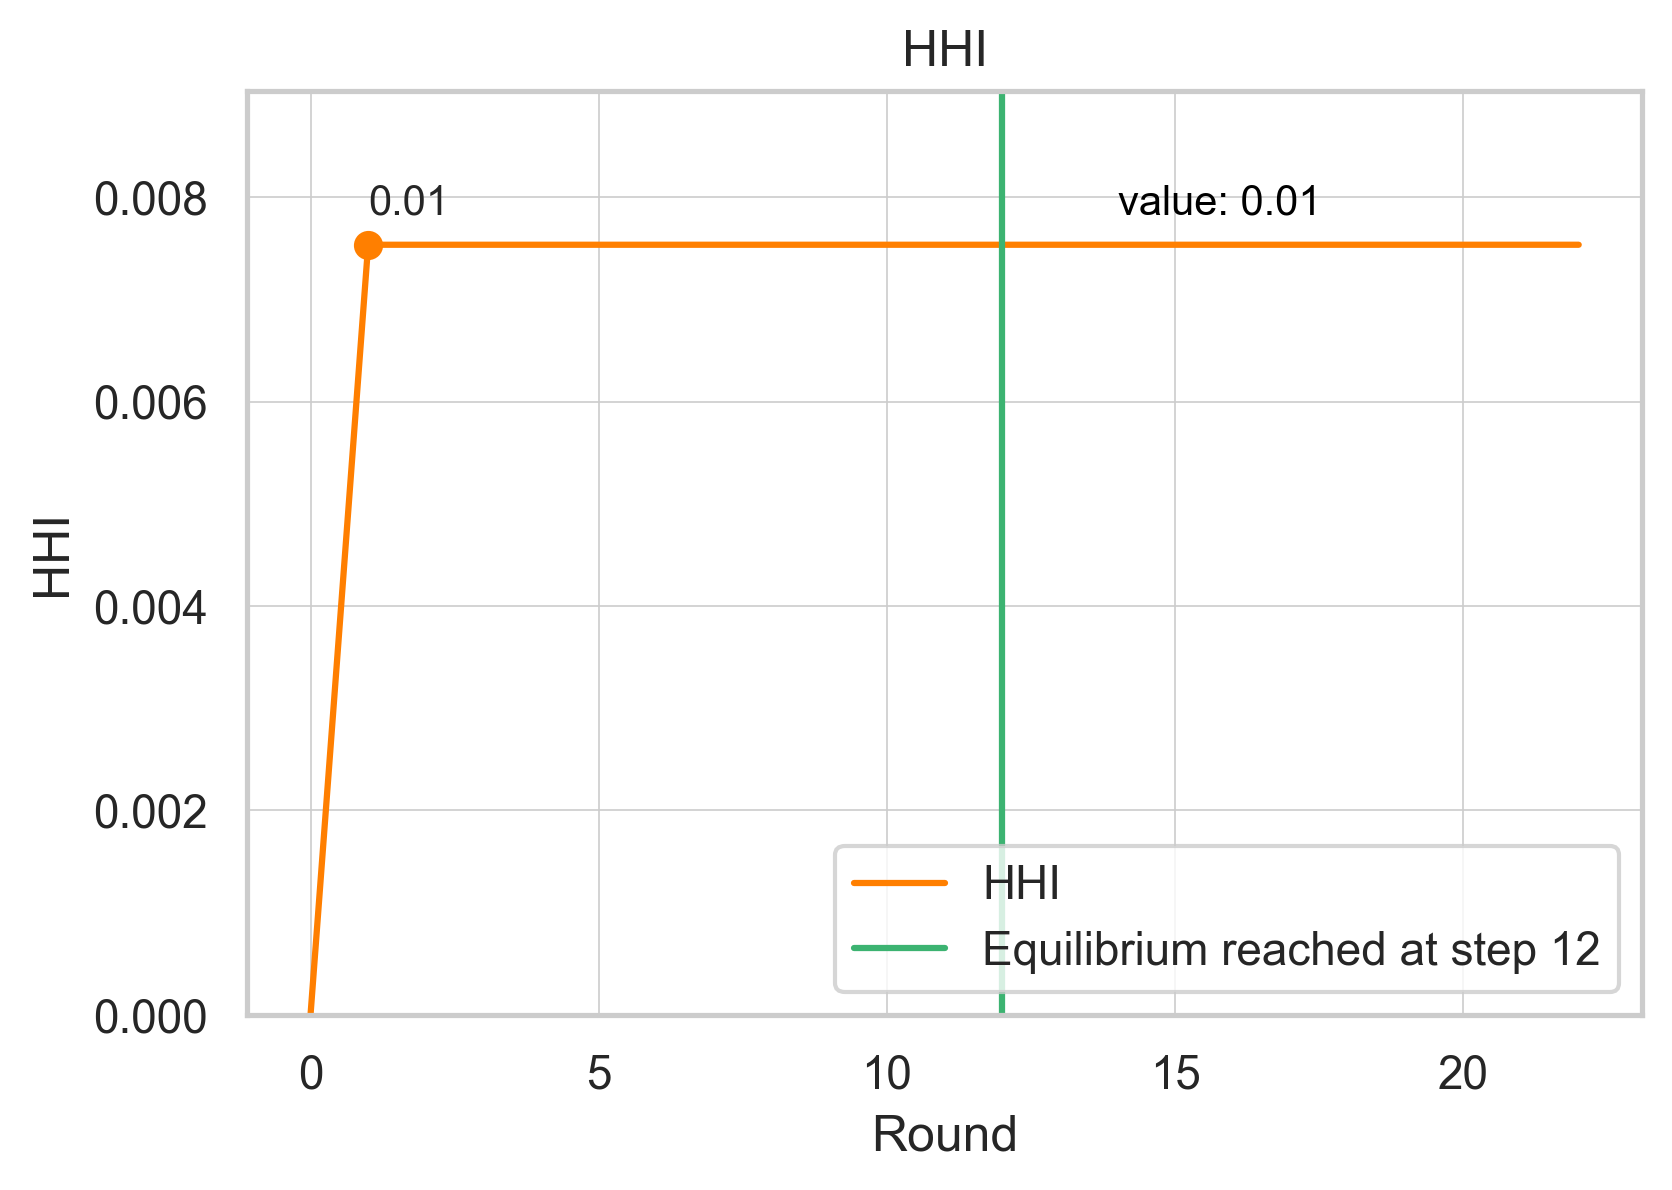 HHI
0.01
value: 0.01
0.008
0.006
0.004
0.002
0.000
HHI
HHI
Equilibrium reached at step 12
0 5 10 15 20
Round